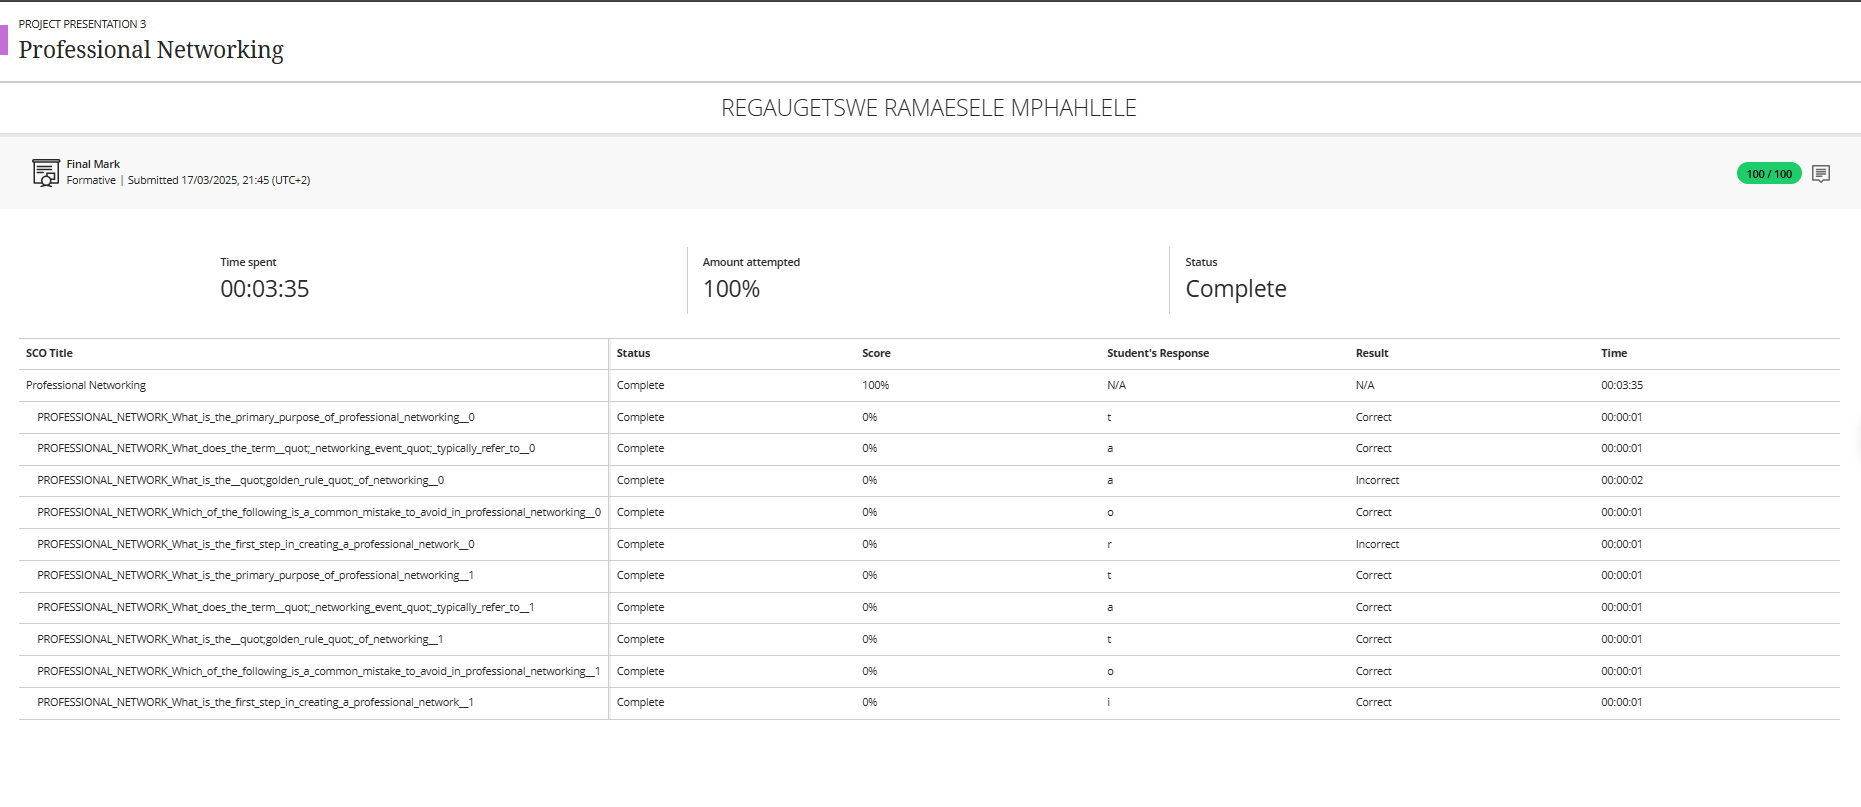 PROJECT PRESENTATION 3
Professional Networking
REGAUGETSWE RAMAESELE MPHAHLELE
Final Mark
Formative | Submitted 17/03/2025, 21:45 (UTC+2)
100 / 100
Time spent
00:03:35
Amount attempted
100%
Status
Complete
SCO Title Status Score Student's Response Result Time
Professional Networking Complete 100% N/A N/A 00:03:35
PROFESSIONAL_NETWORK_What_is_the_primary_purpose_of_professional_networking__0 Complete 0% t Correct 00:00:01
PROFESSIONAL_NETWORK_What_does_the_term__quot;_networking_event_quot;_typically_refer_to__0 Complete 0% a Correct 00:00:01
PROFESSIONAL_NETWORK_What_is_the__quot;golden_rule_quot;_of_networking__0 Complete 0% a Incorrect 00:00:02
PROFESSIONAL_NETWORK_Which_of_the_following_is_a_common_mistake_to_avoid_in_professional_networking__0 Complete 0% o Correct 00:00:01
PROFESSIONAL_NETWORK_What_is_the_first_step_in_creating_a_professional_network__0 Complete 0% r Incorrect 00:00:01
PROFESSIONAL_NETWORK_What_is_the_primary_purpose_of_professional_networking__1 Complete 0% t Correct 00:00:01
PROFESSIONAL_NETWORK_What_does_the_term__quot;_networking_event_quot;_typically_refer_to__1 Complete 0% a Correct 00:00:01
PROFESSIONAL_NETWORK_What_is_the__quot;golden_rule_quot;_of_networking__1 Complete 0% t Correct 00:00:01
PROFESSIONAL_NETWORK_Which_of_the_following_is_a_common_mistake_to_avoid_in_professional_networking__1 Complete 0% o Correct 00:00:01
PROFESSIONAL_NETWORK_What_is_the_first_step_in_creating_a_professional_network__1 Complete 0% i Correct 00:00:01